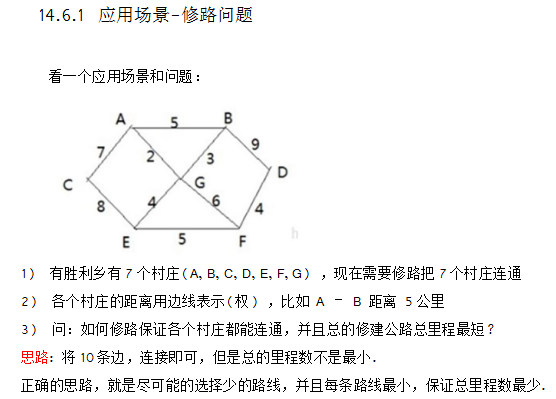 14.6.1 应用场景-修路问题
看一个应用场景和问题：
A 5 B
7 2 3 9
C G D
8 4 6 4
E 5 F
h
1） 有胜利乡有7个村庄(A, B, C, D, E, F, G) ，现在需要修路把7个村庄连通
2） 各个村庄的距离用边线表示(权) ，比如 A – B 距离 5公里
3） 问：如何修路保证各个村庄都能连通，并且总的修建公路总里程最短?
思路: 将10条边，连接即可，但是总的里程数不是最小.
正确的思路，就是尽可能的选择少的路线，并且每条路线最小，保证总里程数最少.